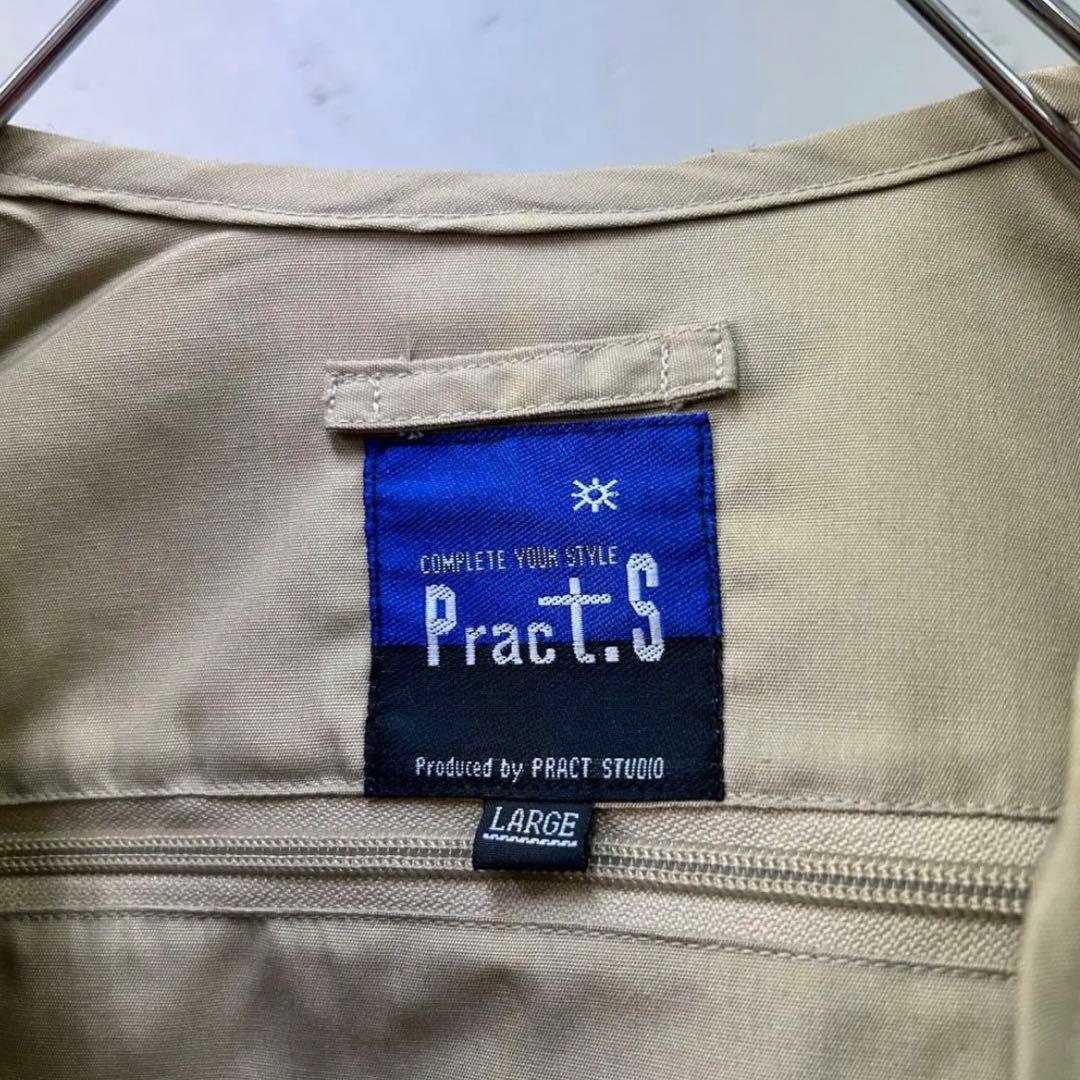 COMPLETE YOUR STYLE
Pract.S
Produced by PRACT STUDIO
LARGE